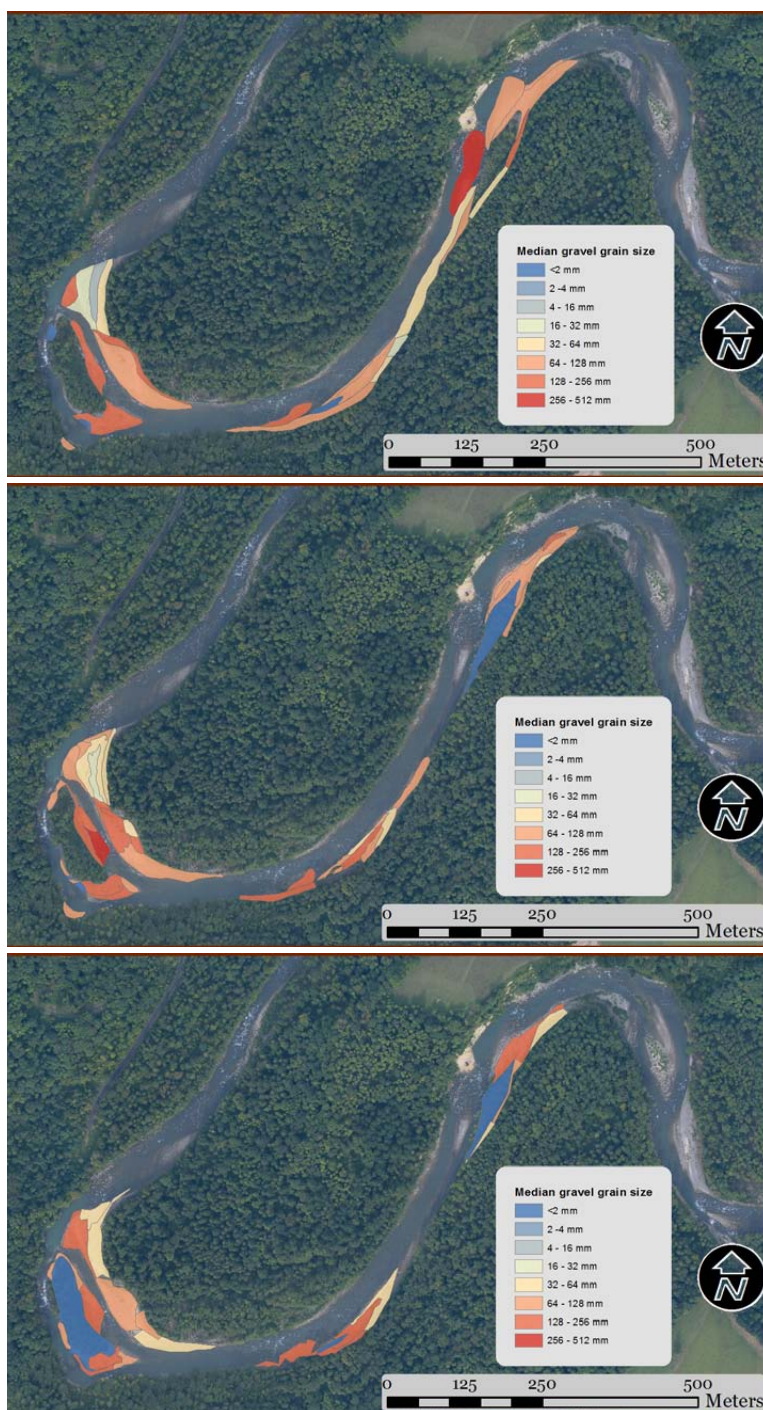 Median gravel grain size
<2 mm
2 -4 mm
4 - 16 mm
16 - 32 mm
32 - 64 mm
64 - 128 mm
128 - 256 mm
256 - 512 mm
N
0 125 250 500
Meters
Median gravel grain size
<2 mm
2 -4 mm
4 - 16 mm
16 - 32 mm
32 - 64 mm
64 - 128 mm
128 - 256 mm
256 - 512 mm
N
0 125 250 500
Meters
Median gravel grain size
<2 mm
2 -4 mm
4 - 16 mm
16 - 32 mm
32 - 64 mm
64 - 128 mm
128 - 256 mm
256 - 512 mm
N
0 125 250 500
Meters